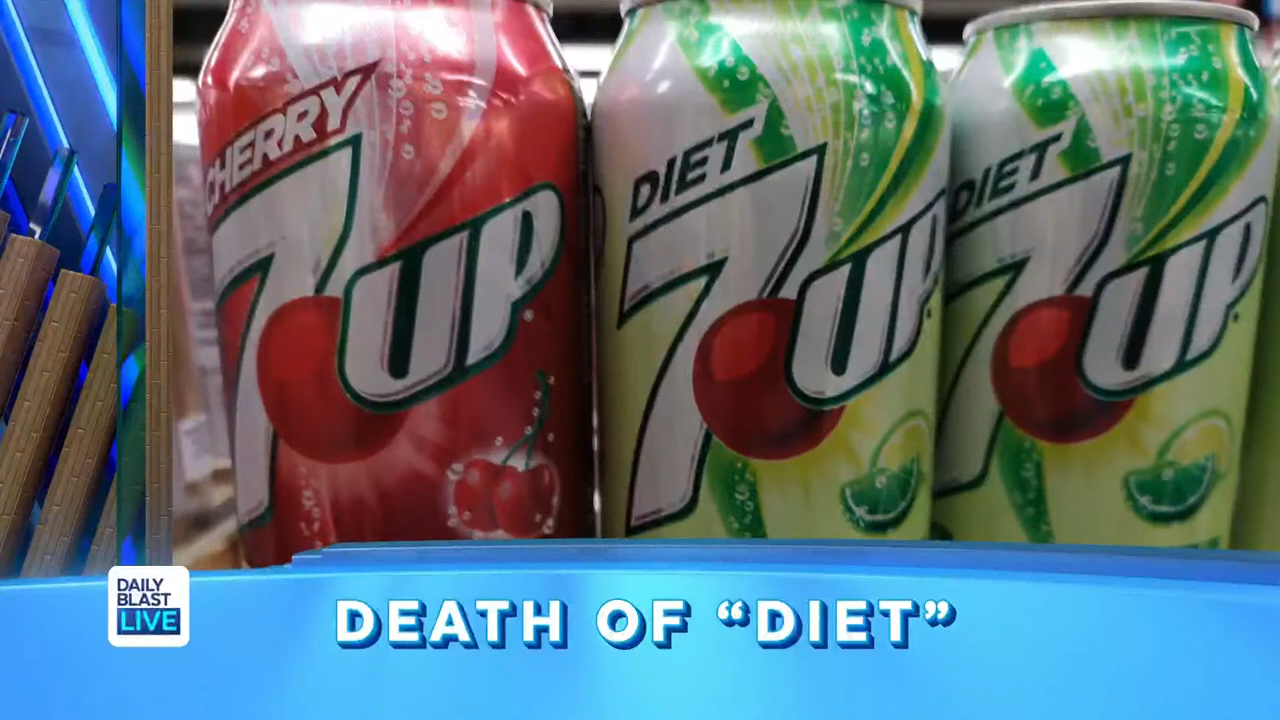 CHERRY
7UP
DIET
7UP
DIET
7UP
DAILY
BLAST
LIVE
DEATH OF “DIET”